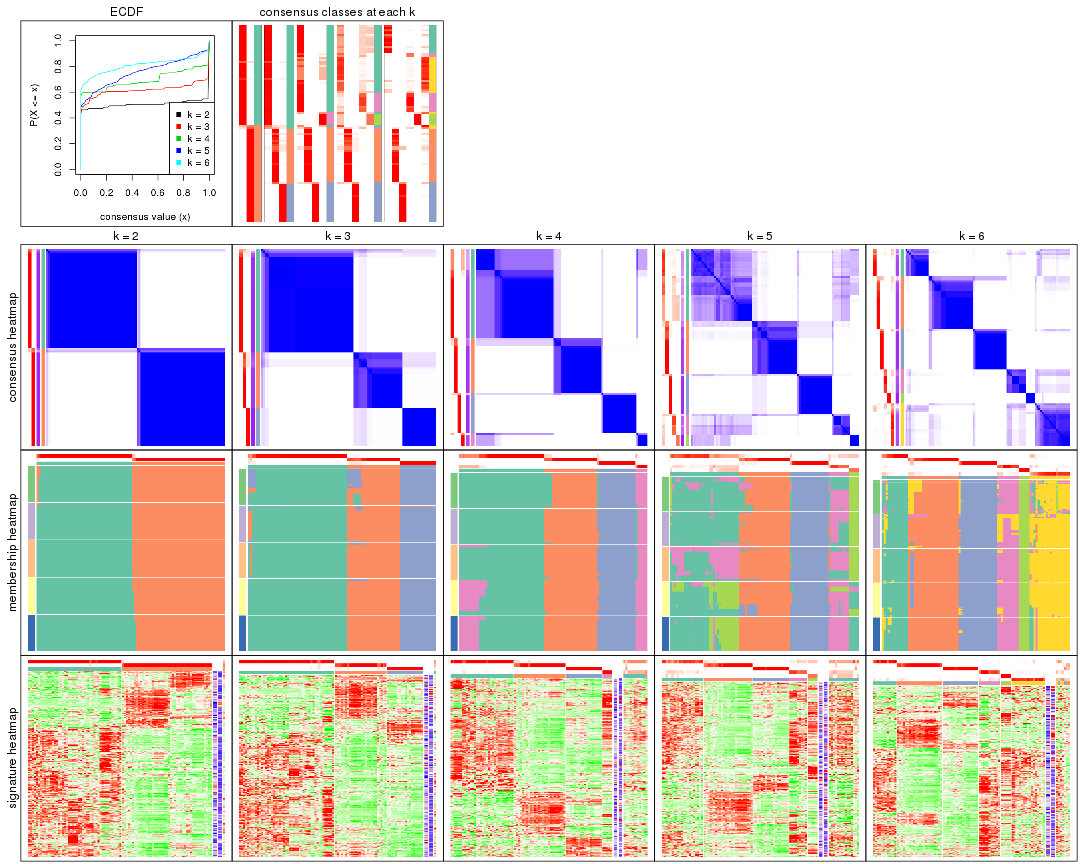 ECDF
consensus classes at each k
P(X <= x)
1.0
0.8
0.6
0.4
0.2
0.0
k = 2
k = 3
k = 4
k = 5
k = 6
0.0 0.2 0.4 0.6 0.8 1.0
consensus value (x)
k = 2
k = 3
k = 4
k = 5
k = 6
consensus heatmap
membership heatmap
signature heatmap